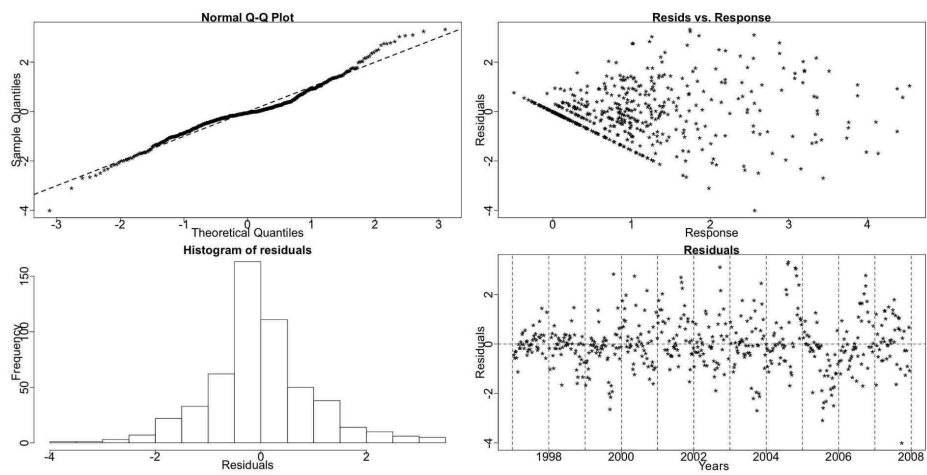 Normal Q-Q Plot
Sample Quantiles
2
0
-2
-4
-3 -2 -1 0 1 2 3
Theoretical Quantiles
Resids vs. Response
Residuals
2
0
-2
-4
0 1 2 3 4
Response
Histogram of residuals
Frequency
150
100
50
0
-4 -2 0 2
Residuals
Residuals
Residuals
2
0
-2
-4
1998 2000 2002 2004 2006 2008
Years